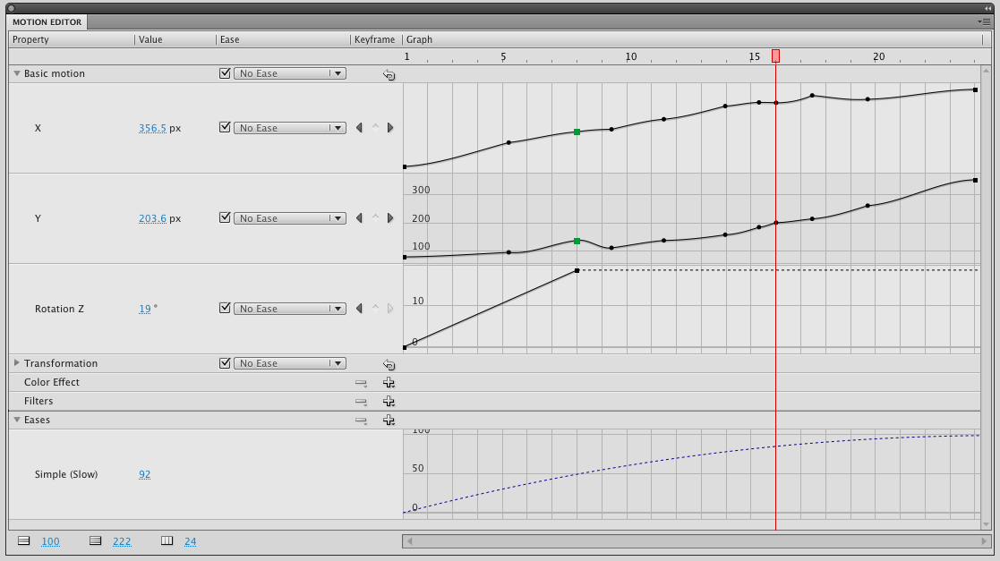 MOTION EDITOR
Property Value Ease Keyframe Graph
1 5 10 15 20
Basic motion No Ease
X 356.5 px No Ease
300
Y 203.6 px No Ease 200
100
10
Rotation Z 19 ° No Ease
0
Transformation No Ease
Color Effect
Filters
Eases
100
50
Simple (Slow) 92
0
100 222 24